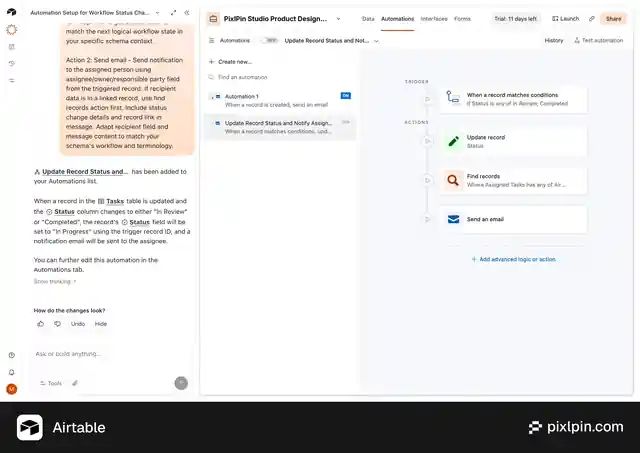 Automation Setup for Workflow Status Cha...
match the next logical workflow state in
your specific schema context.
Action 2: Send email - Send notification
to the assigned person using
assignee/owner/responsible party field
from the triggered record. If recipient
data is in a linked record, use find
records action first. Include status
change details and record link in
message. Adapt recipient field and
message content to match your
schema's workflow and terminology.
Update Record Status and... has been added to
your Automations list.
When a record in the Tasks table is updated and
the Status column changes to either "In Review"
or "Completed", the record's Status field will be
set to "In Progress" using the trigger record ID, and a
notification email will be sent to the assignee.
You can further edit this automation in the
Automations tab.
Show thinking
How do the changes look?
Undo Hide
Ask or build anything...
Tools
M
PixlPin Studio Product Design...
Data Automations Interfaces Forms
Trial: 11 days left
Launch
Share
Automations
OFF
Update Record Status and Not...
History
Test automation
Create new...
Find an automation
Automation 1
ON
When a record is created, send an email
Update Record Status and Notify Assign...
OFF
When a record matches conditions, upd...
TRIGGER
When a record matches conditions
ACTIONS
Update record
Status
Find records
Where Assigned Tasks has any of Air...
Send an email
+ Add advanced logic or action
Airtable
pixlpin.com